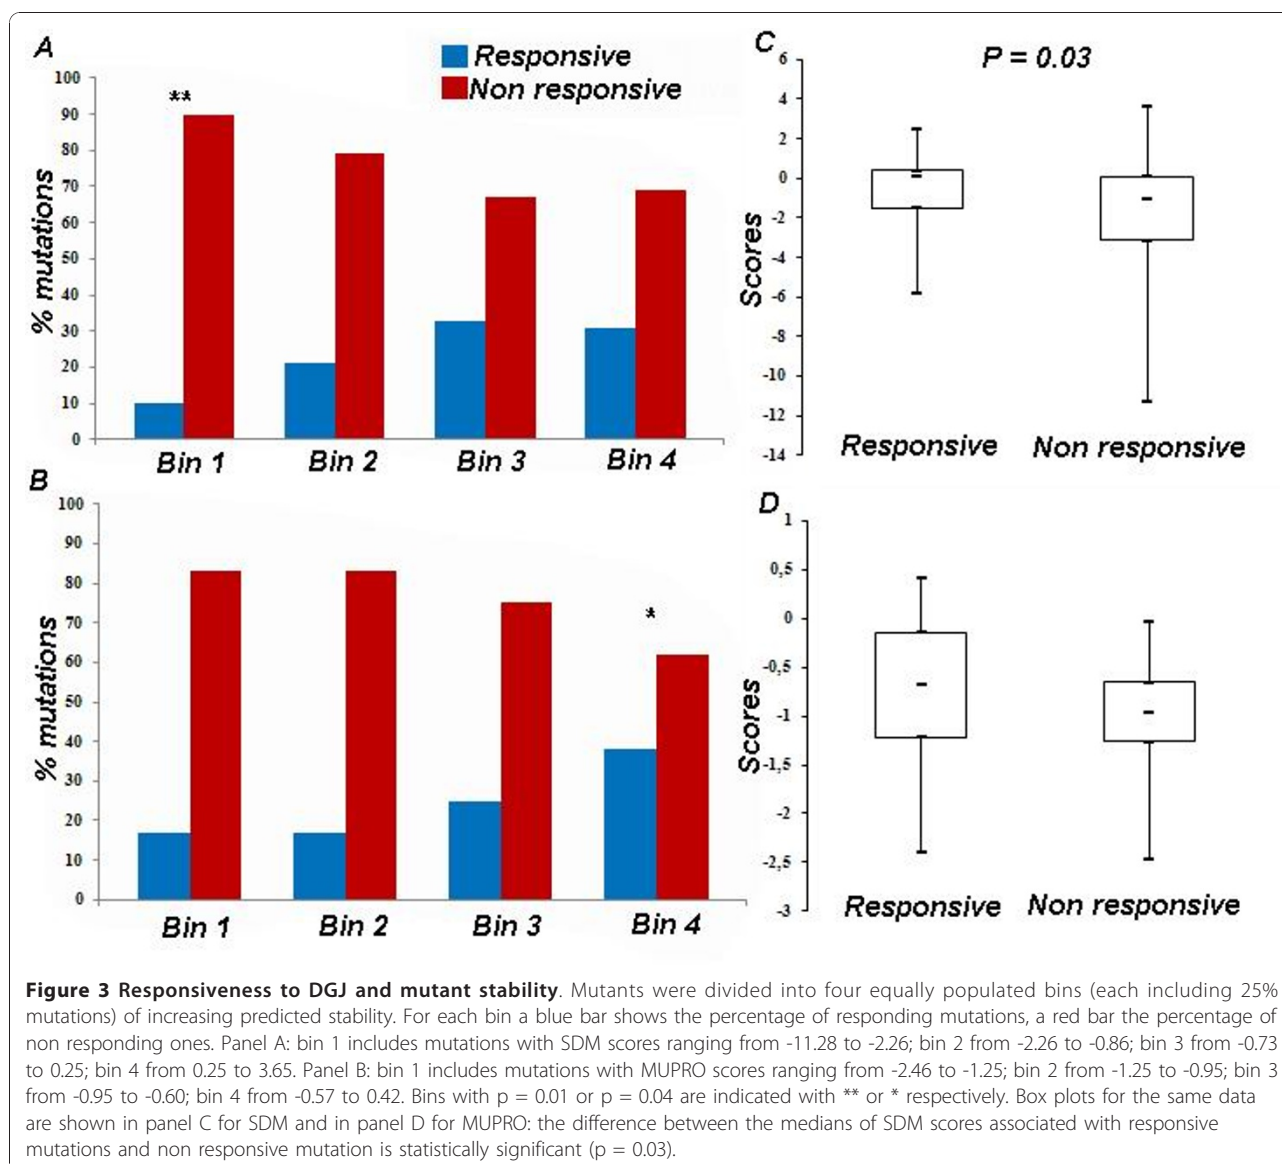 A
Responsive
Non responsive
100
90
80
70
60
50
40
30
20
10
0
% mutations
**
Bin 1 Bin 2 Bin 3 Bin 4
B
100
90
80
70
60
50
40
30
20
10
0
% mutations
*
Bin 1 Bin 2 Bin 3 Bin 4
C
P = 0.03
6
4
2
0
-2
-4
-6
-8
-10
-12
-14
Scores
Responsive Non responsive
D
1
0,5
0
-0,5
-1
-1,5
-2
-2,5
-3
Scores
Responsive Non responsive
Figure 3 Responsiveness to DGJ and mutant stability. Mutants were divided into four equally populated bins (each including 25%
mutations) of increasing predicted stability. For each bin a blue bar shows the percentage of responding mutations, a red bar the percentage of
non responding ones. Panel A: bin 1 includes mutations with SDM scores ranging from -11.28 to -2.26; bin 2 from -2.26 to -0.86; bin 3 from -0.73
to 0.25; bin 4 from 0.25 to 3.65. Panel B: bin 1 includes mutations with MUPRO scores ranging from -2.46 to -1.25; bin 2 from -1.25 to -0.95; bin 3
from -0.95 to -0.60; bin 4 from -0.57 to 0.42. Bins with p = 0.01 or p = 0.04 are indicated with ** or * respectively. Box plots for the same data
are shown in panel C for SDM and in panel D for MUPRO: the difference between the medians of SDM scores associated with responsive
mutations and non responsive mutation is statistically significant (p = 0.03).